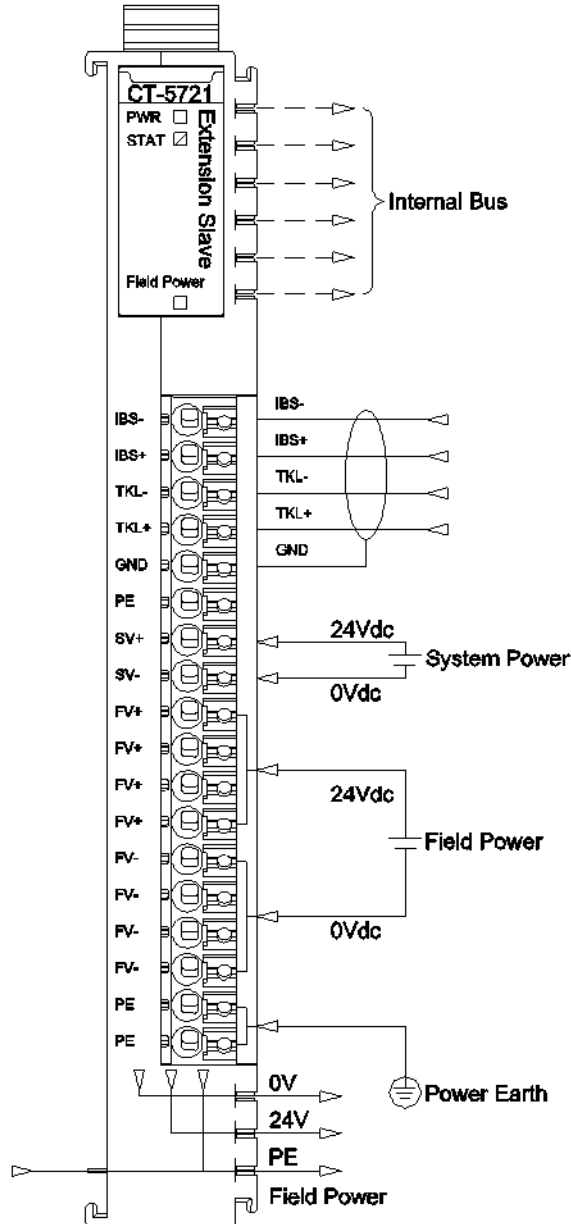 CT-5721
PWR
STAT
Extension Slave
Field Power
Internal Bus
IBS- IBS-
IBS+ IBS+
TKL- TKL-
TKL+ TKL+
GND GND
PE
SV+ 24Vdc
System Power
SV- 0Vdc
FV+
FV+
FV+ 24Vdc
FV+
Field Power
FV-
FV-
FV- 0Vdc
FV-
PE
PE
0V
Power Earth
24V
PE
Field Power